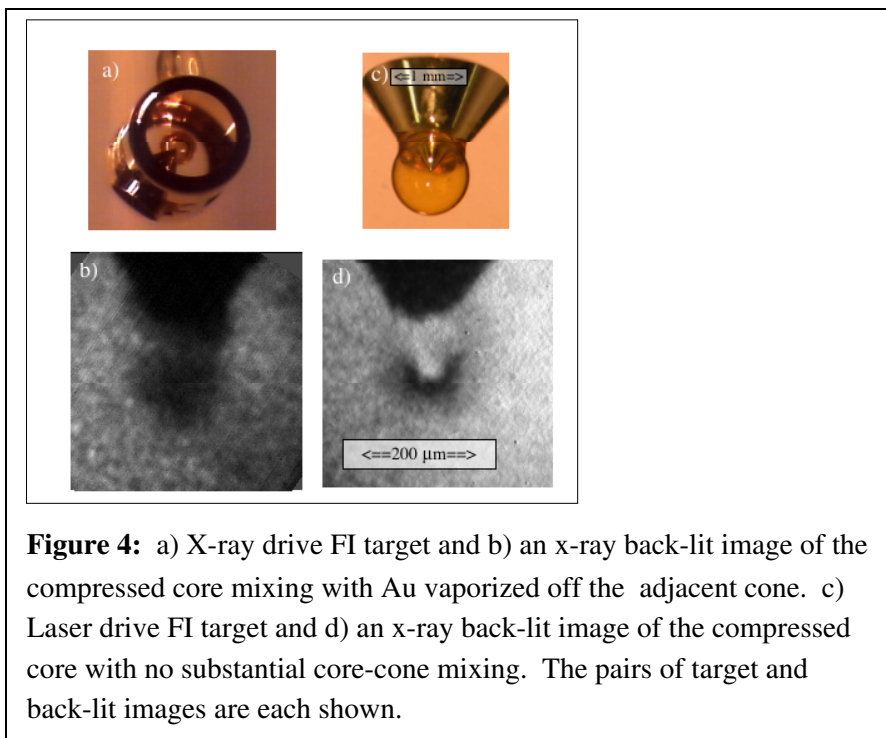 a)
c)
<=1 mm=>
b)
d)
<==200 µm==>
Figure 4: a) X-ray drive FI target and b) an x-ray back-lit image of the
compressed core mixing with Au vaporized off the adjacent cone. c)
Laser drive FI target and d) an x-ray back-lit image of the compressed
core with no substantial core-cone mixing. The pairs of target and
back-lit images are each shown.